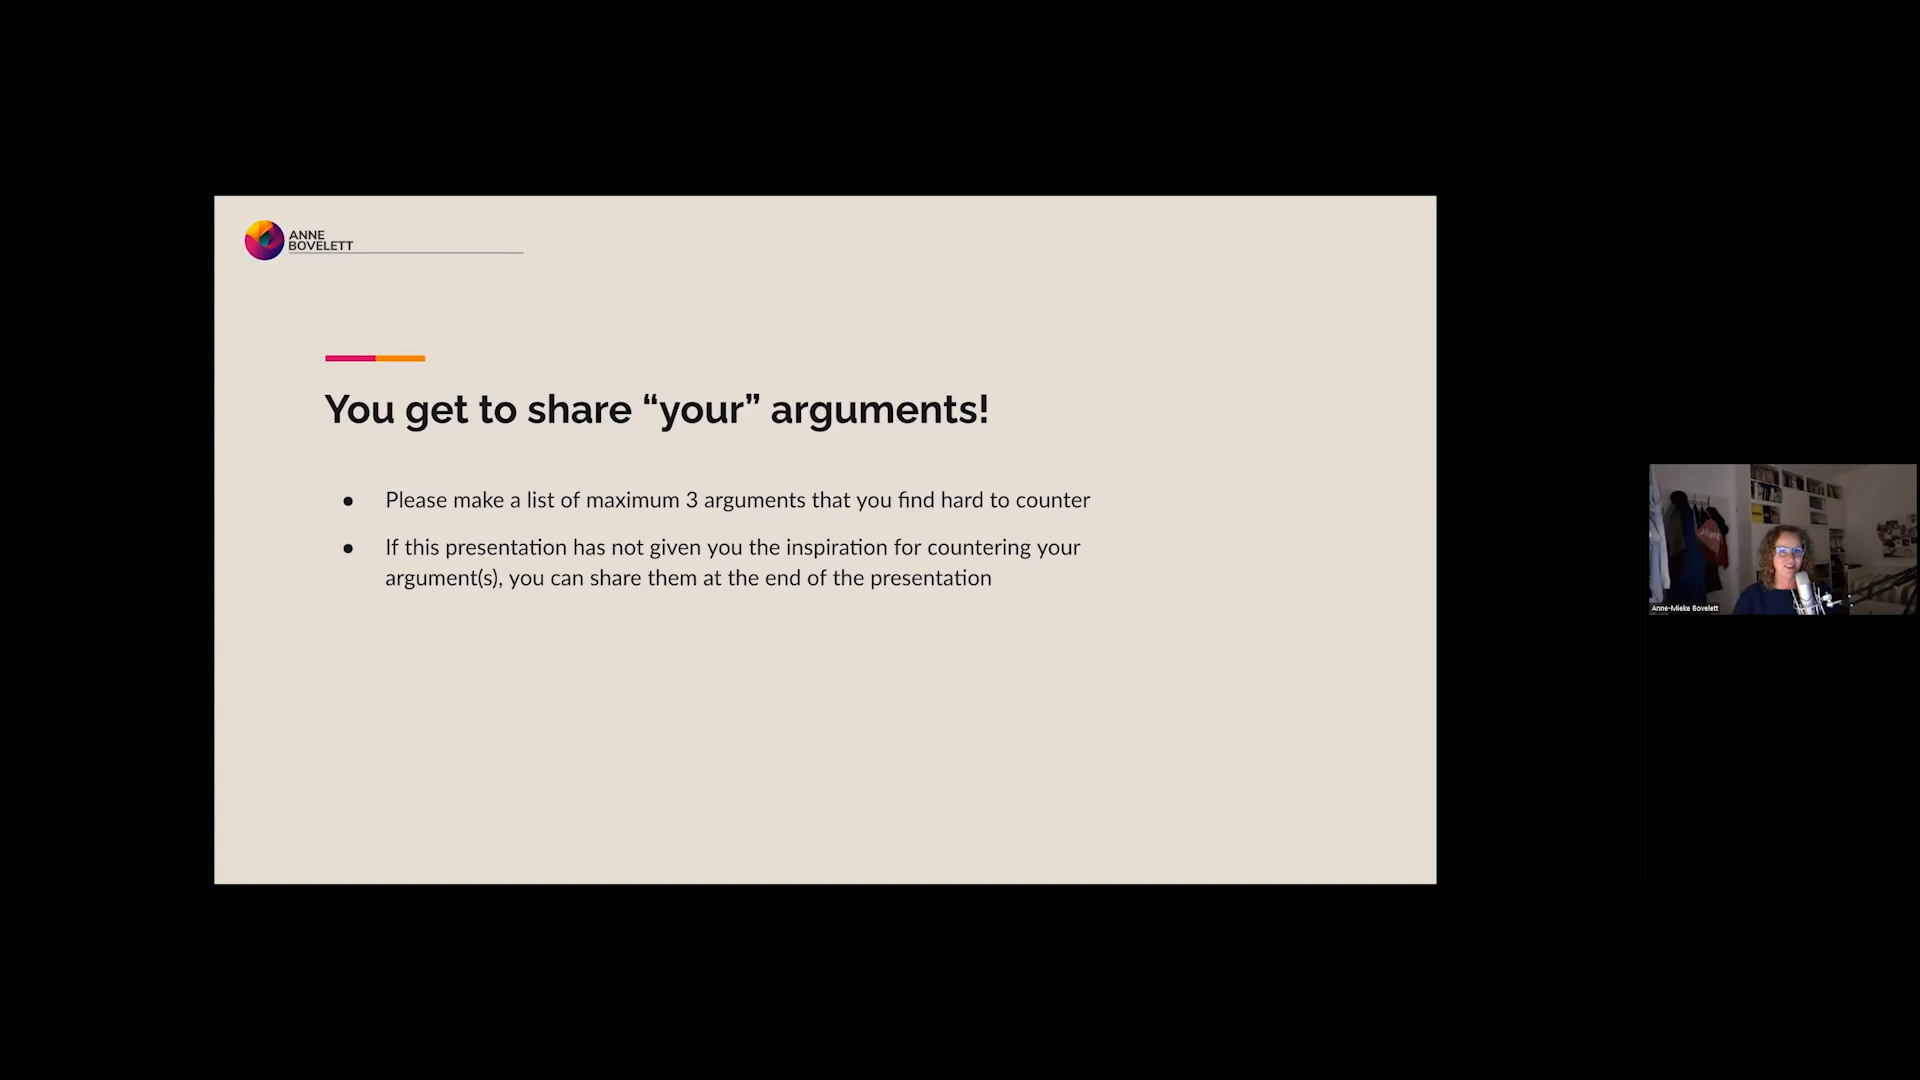 ANNE
BOVELETT
You get to share “your” arguments!
● Please make a list of maximum 3 arguments that you find hard to counter
● If this presentation has not given you the inspiration for countering your
argument(s), you can share them at the end of the presentation
Anne-Mieke Bovelett